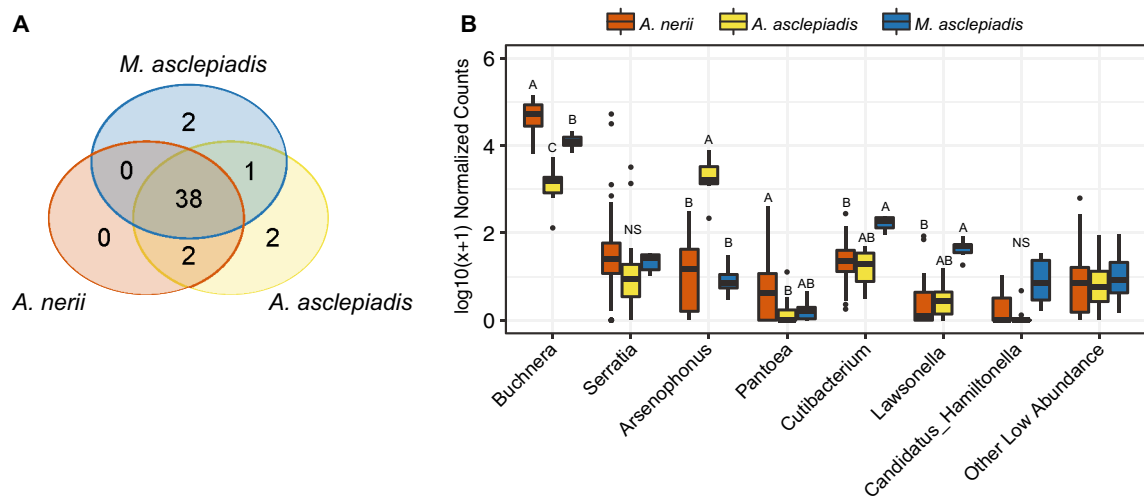 A
M. asclepiadis
2
0
1
38
0
2
2
A. nerii
A. asclepiadis
B
A. nerii
A. asclepiadis
M. asclepiadis
log10(x+1) Normalized Counts
6
4
2
0
A
C
B
NS
B
A
B
A
B
AB
B
AB
A
B
AB
A
NS
Buchnera
Serratia
Arsenophonus
Pantoea
Cutibacterium
Lawsonella
Candidatus_Hamiltonella
Other Low Abundance